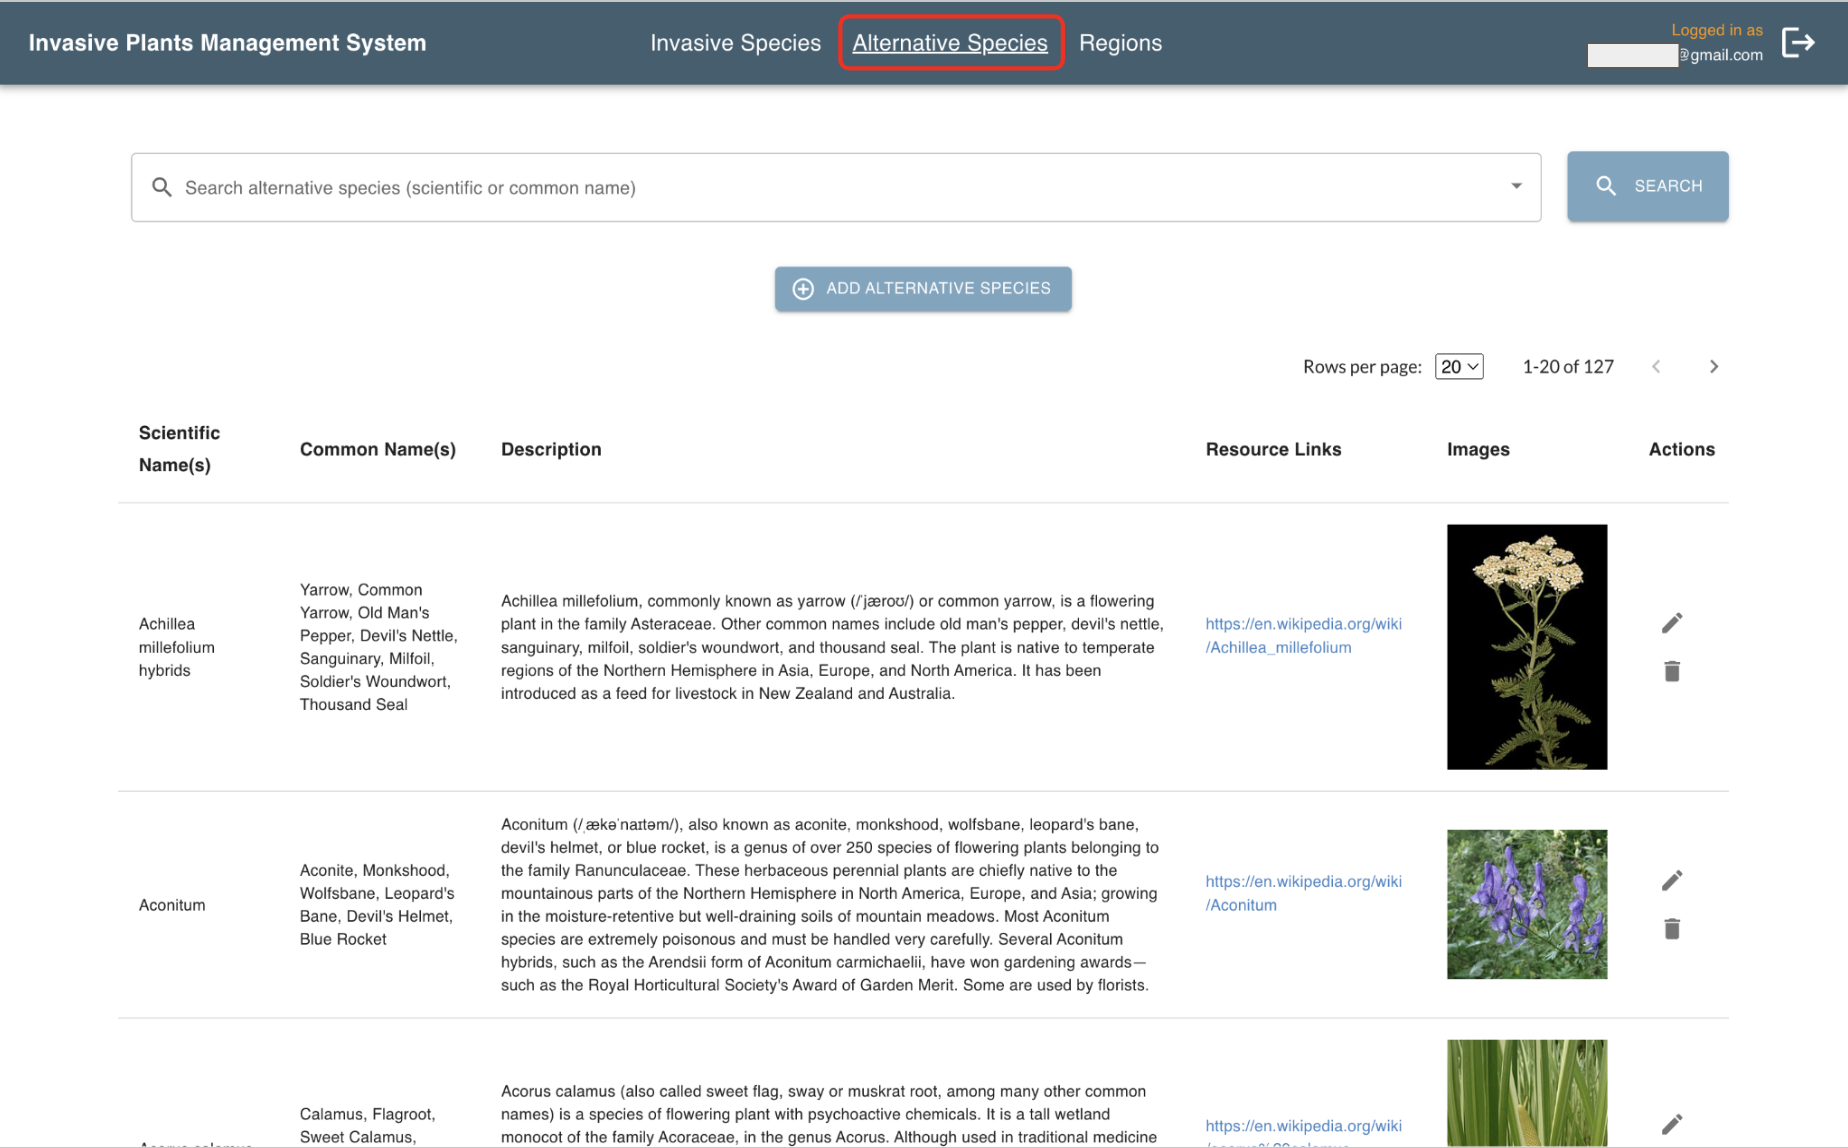 Invasive Plants Management System
Invasive Species
Alternative Species
Regions
Logged in as
@gmail.com
Search alternative species (scientific or common name)
SEARCH
ADD ALTERNATIVE SPECIES
Rows per page: 20
1-20 of 127
Scientific
Name(s)
Common Name(s)
Description
Resource Links
Images
Actions
Achillea
millefolium
hybrids
Yarrow, Common
Yarrow, Old Man's
Pepper, Devil's Nettle,
Sanguinary, Milfoil,
Soldier's Woundwort,
Thousand Seal
Achillea millefolium, commonly known as yarrow (/ˈjæroʊ/) or common yarrow, is a flowering
plant in the family Asteraceae. Other common names include old man's pepper, devil's nettle,
sanguinary, milfoil, soldier's woundwort, and thousand seal. The plant is native to temperate
regions of the Northern Hemisphere in Asia, Europe, and North America. It has been
introduced as a feed for livestock in New Zealand and Australia.
https://en.wikipedia.org/wiki
/Achillea_millefolium
Aconitum
Aconite, Monkshood,
Wolfsbane, Leopard's
Bane, Devil's Helmet,
Blue Rocket
Aconitum (/ˌækəˈnaɪtəm/), also known as aconite, monkshood, wolfsbane, leopard's bane,
devil's helmet, or blue rocket, is a genus of over 250 species of flowering plants belonging to
the family Ranunculaceae. These herbaceous perennial plants are chiefly native to the
mountainous parts of the Northern Hemisphere in North America, Europe, and Asia; growing
in the moisture-retentive but well-draining soils of mountain meadows. Most Aconitum
species are extremely poisonous and must be handled very carefully. Several Aconitum
hybrids, such as the Arendsii form of Aconitum carmichaelii, have won gardening awards—
such as the Royal Horticultural Society's Award of Garden Merit. Some are used by florists.
https://en.wikipedia.org/wiki
/Aconitum
Calamus, Flagroot,
Sweet Calamus,
Acorus calamus (also called sweet flag, sway or muskrat root, among many other common
names) is a species of flowering plant with psychoactive chemicals. It is a tall wetland
monocot of the family Acoraceae, in the genus Acorus. Although used in traditional medicine
https://en.wikipedia.org/wiki